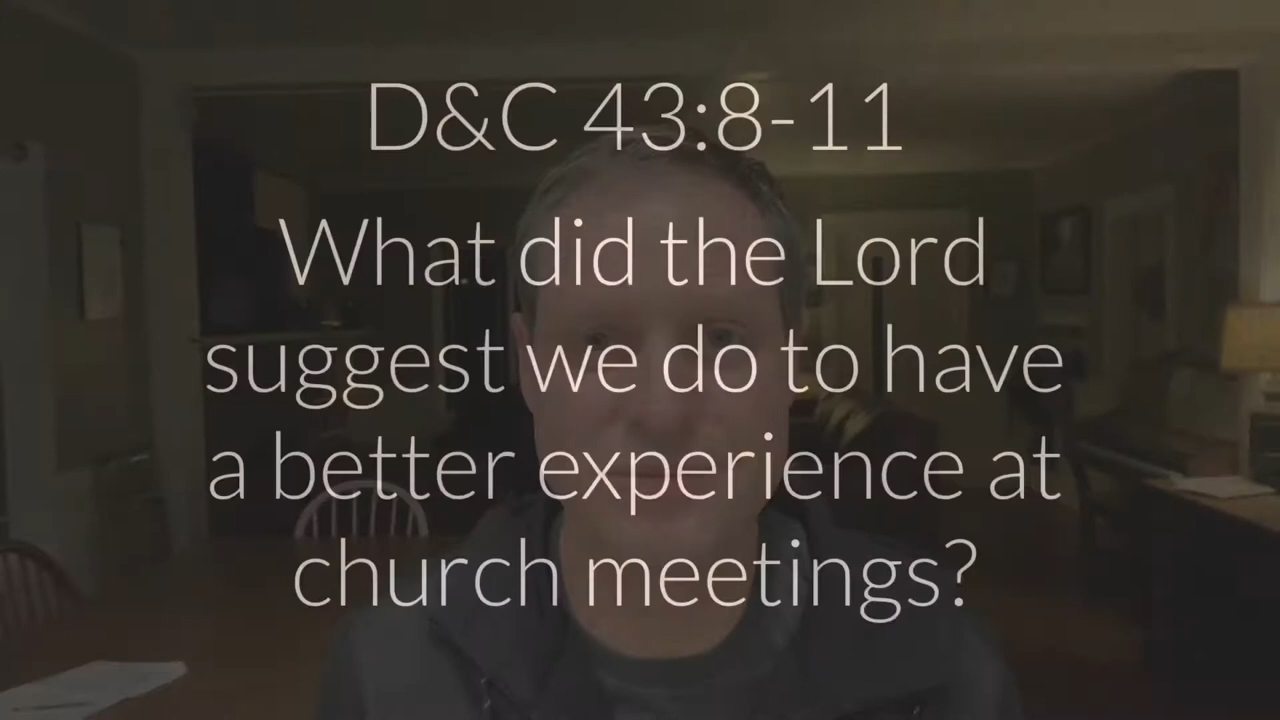 D&C 43:8-11
What did the Lord
suggest we do to have
a better experience at
church meetings?